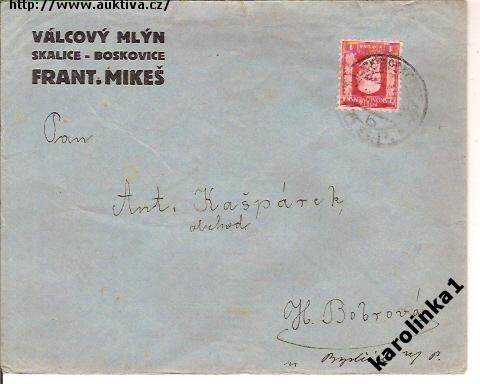 http://www.auktiva.cz/
VÁLCOVÝ MLÝN
SKALICE - BOSKOVICE
FRANT. MIKEŠ
Pan
Ant. Kašpárek,
obchod
H. Bobrová
u
karolinka1